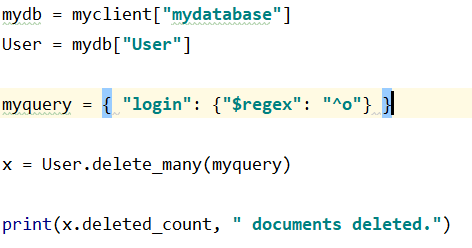 mydb = myclient["mydatabase"]
User = mydb["User"]
myquery = { "login": {"$regex": "^o"} }
x = User.delete_many(myquery)
print(x.deleted_count, " documents deleted.")